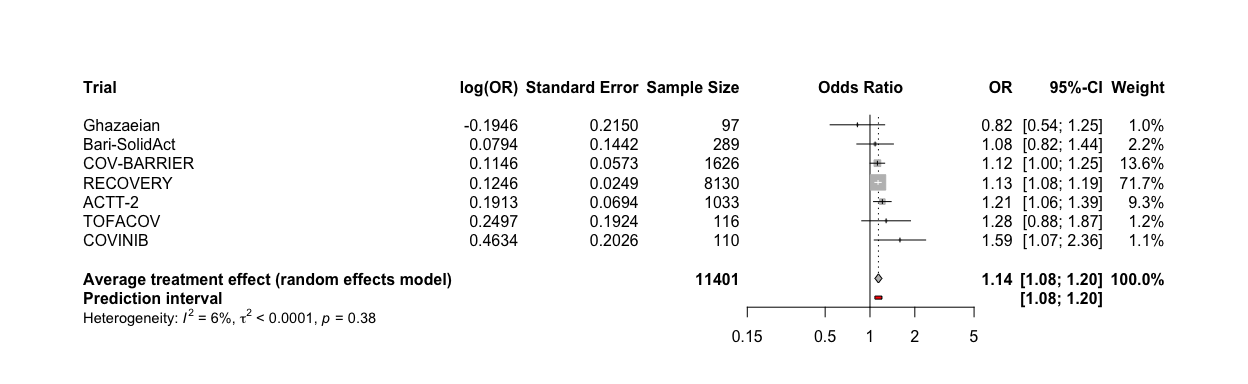 Trial log(OR) Standard Error Sample Size Odds Ratio OR 95%-CI Weight
Ghazaeian -0.1946 0.2150 97 0.82 [0.54; 1.25] 1.0%
Bari-SolidAct 0.0794 0.1442 289 1.08 [0.82; 1.44] 2.2%
COV-BARRIER 0.1146 0.0573 1626 1.12 [1.00; 1.25] 13.6%
RECOVERY 0.1246 0.0249 8130 1.13 [1.08; 1.19] 71.7%
ACTT-2 0.1913 0.0694 1033 1.21 [1.06; 1.39] 9.3%
TOFACOV 0.2497 0.1924 116 1.28 [0.88; 1.87] 1.2%
COVINIB 0.4634 0.2026 110 1.59 [1.07; 2.36] 1.1%
Average treatment effect (random effects model) 11401 1.14 [1.08; 1.20] 100.0%
Prediction interval [1.08; 1.20]
Heterogeneity: I² = 6%, τ² < 0.0001, p = 0.38
0.15 0.5 1 2 5